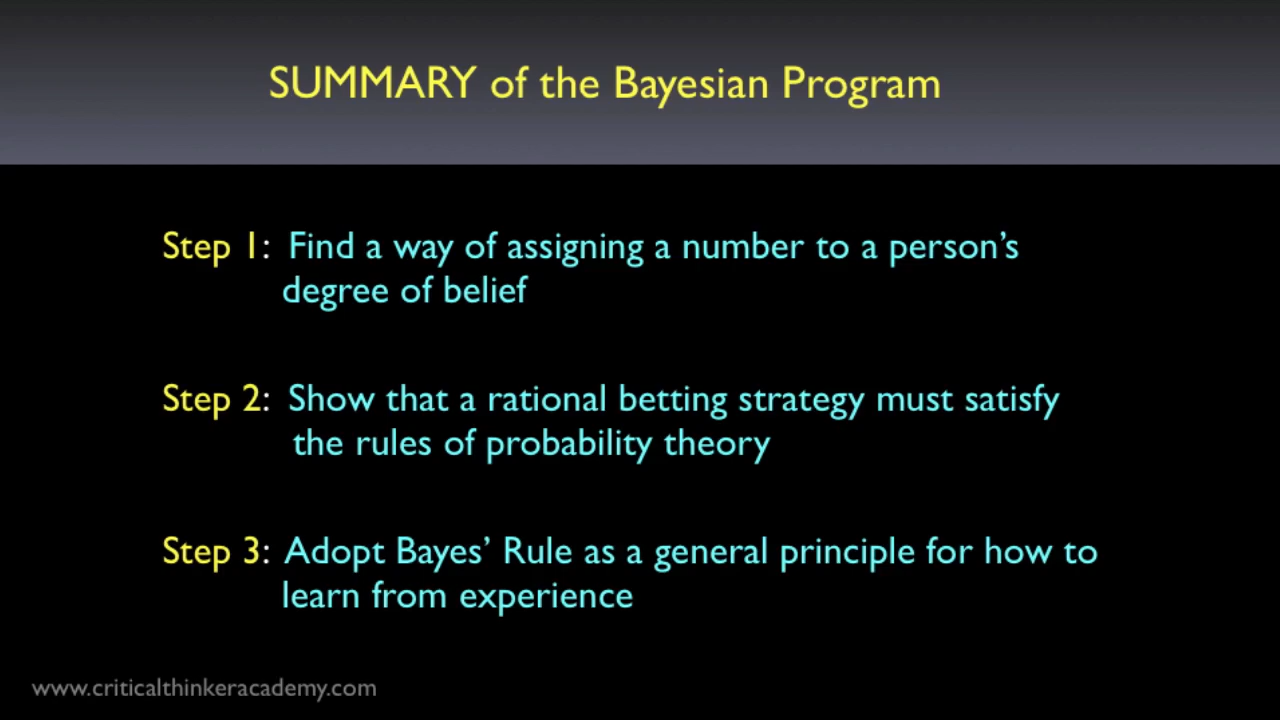 SUMMARY of the Bayesian Program
Step 1: Find a way of assigning a number to a person’s
degree of belief
Step 2: Show that a rational betting strategy must satisfy
the rules of probability theory
Step 3: Adopt Bayes’ Rule as a general principle for how to
learn from experience
www.criticalthinkeracademy.com